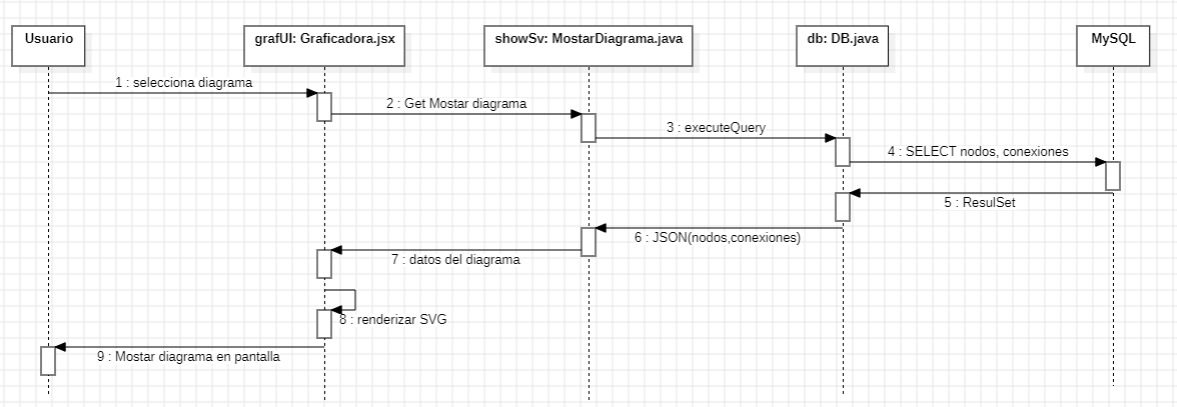 Usuario
grafUI: Graficadora.jsx
showSv: MostarDiagrama.java
db: DB.java
MySQL
1 : selecciona diagrama
2 : Get Mostar diagrama
3 : executeQuery
4 : SELECT nodos, conexiones
5 : ResulSet
6 : JSON(nodos,conexiones)
7 : datos del diagrama
8 : renderizar SVG
9 : Mostar diagrama en pantalla